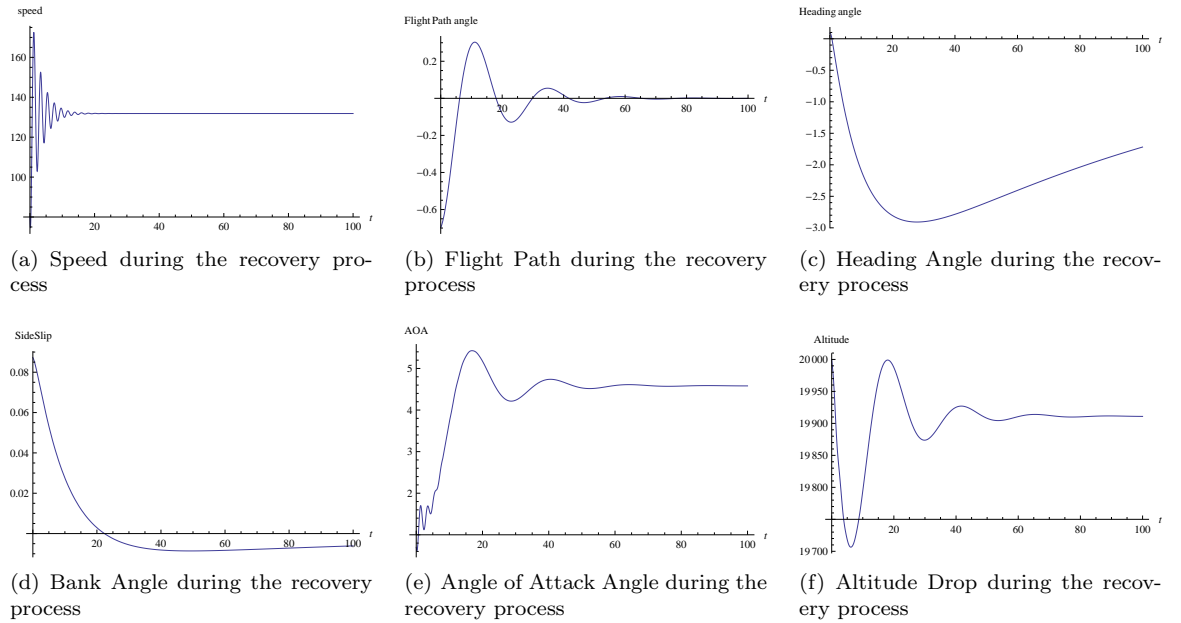 speed
160
140
120
100
20
40
60
80
100
t
(a) Speed during the recovery pro-
cess
Flight Path angle
0.2
-0.2
-0.4
-0.6
20
40
60
80
100
t
(b) Flight Path during the recovery
process
Heading angle
20
40
60
80
100
t
-0.5
-1.0
-1.5
-2.0
-2.5
-3.0
(c) Heading Angle during the recov-
ery process
SideSlip
0.08
0.06
0.04
0.02
20
40
60
80
100
t
(d) Bank Angle during the recovery
process
AOA
5
4
3
2
20
40
60
80
100
t
(e) Angle of Attack Angle during the
recovery process
Altitude
20 000
19 950
19 900
19 850
19 800
19 700
20
40
60
80
100
t
(f) Altitude Drop during the recov-
ery process